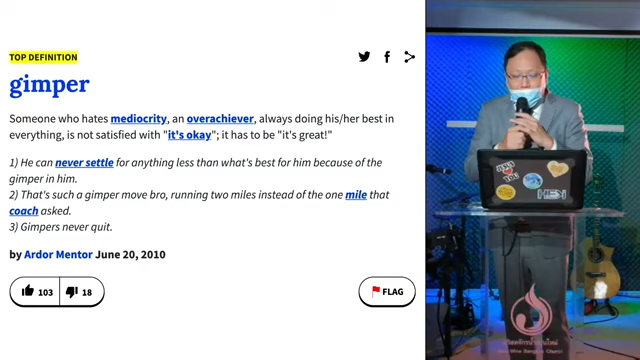 TOP DEFINITION
gimper
Someone who hates mediocrity, an overachiever, always doing his/her best in
everything, is not satisfied with "it's okay"; it has to be "it's great!"
1) He can never settle for anything less than what's best for him because of the
gimper in him.
2) That's such a gimper move bro, running two miles instead of the one mile that
coach asked.
3) Gimpers never quit.
by Ardor Mentor June 20, 2010
103
18
FLAG